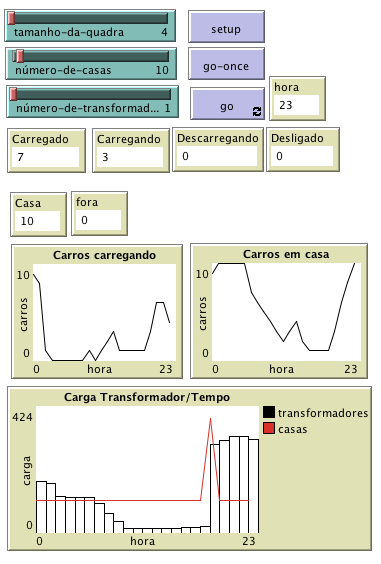 tamanho-da-quadra 4
setup
número-de-casas 10
go-once
número-de-transformad... 1
go
hora
23
Carregado
7
Carregando
3
Descarregando
0
Desligado
0
Casa
10
fora
0
Carros carregando
10
carros
0
0 hora 23
Carros em casa
10
carros
0
0 hora 23
Carga Transformador/Tempo
424
carga
0
0 hora 23
transformadores
casas